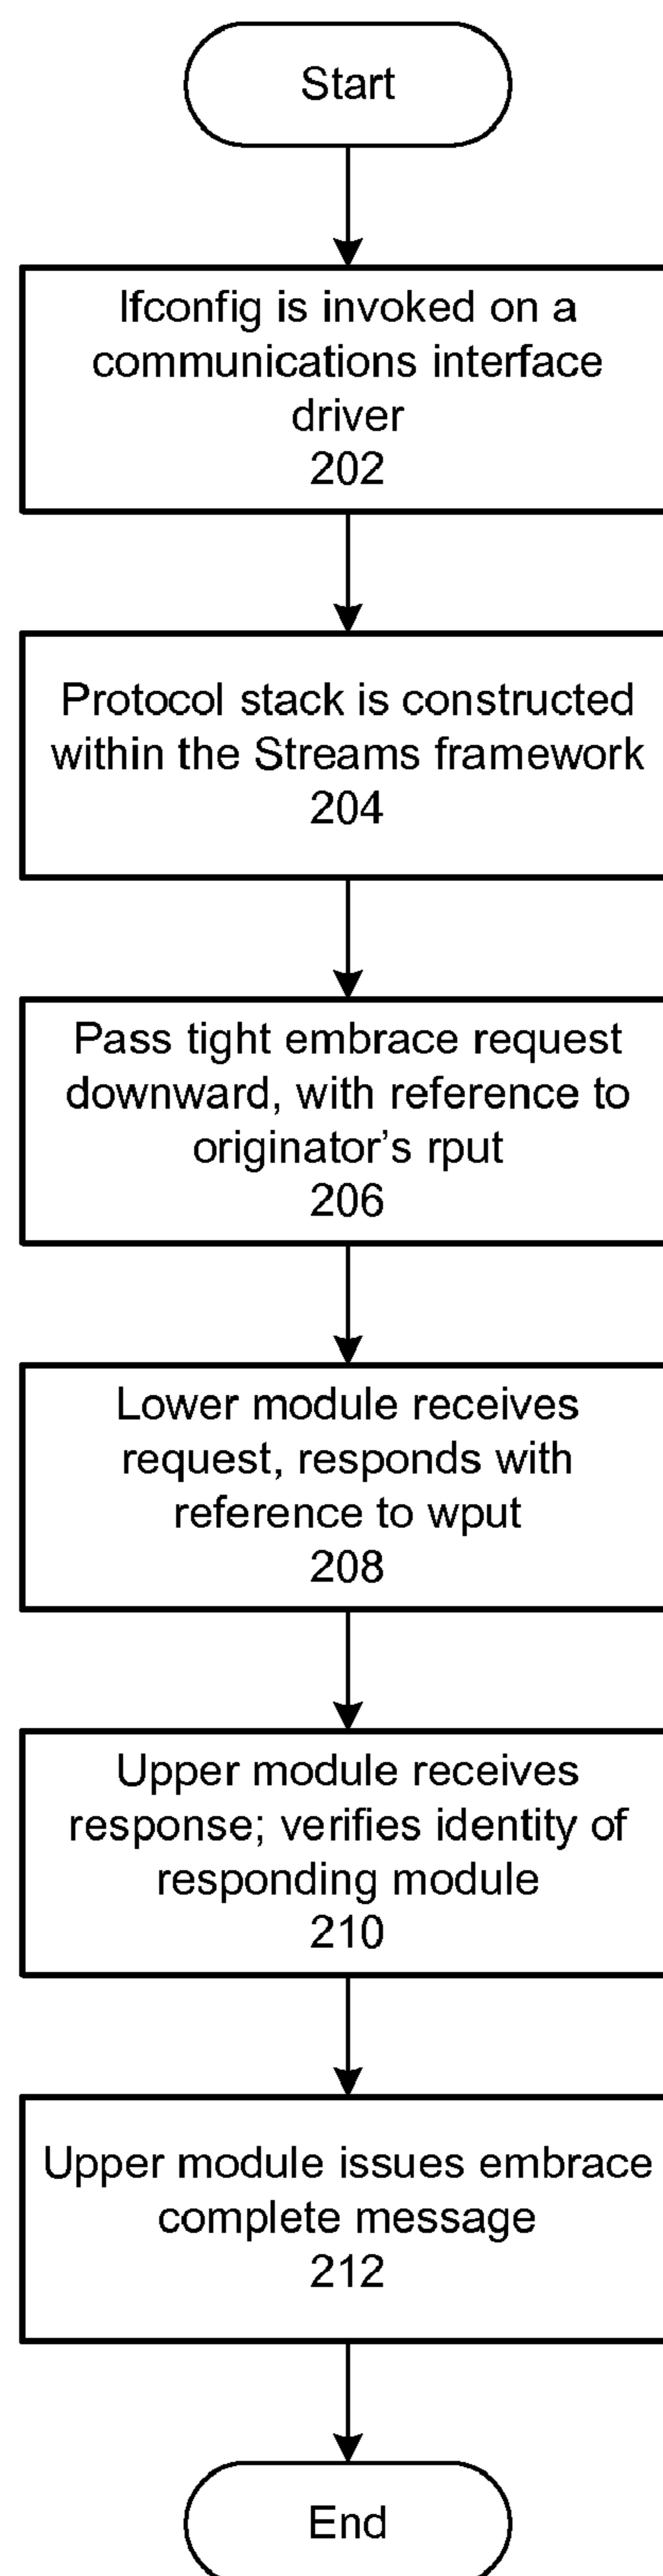 Start
Ifconfig is invoked on a
communications interface
driver
202
Protocol stack is constructed
within the Streams framework
204
Pass tight embrace request
downward, with reference to
originator's rput
206
Lower module receives
request, responds with
reference to wput
208
Upper module receives
response; verifies identity of
responding module
210
Upper module issues embrace
complete message
212
End